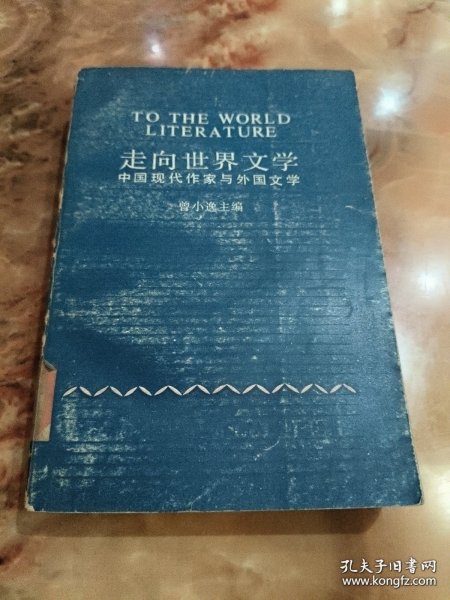 TO THE WORLD
LITERATURE
走向世界文学
中国现代作家与外国文学
曾小逸主编
孔夫子旧书网
www.kongfz.com